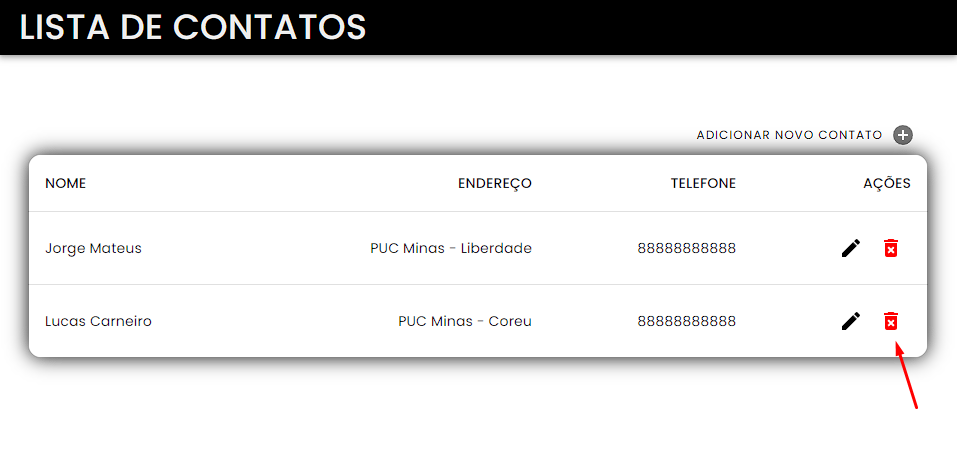 LISTA DE CONTATOS
ADICIONAR NOVO CONTATO
NOME ENDEREÇO TELEFONE AÇÕES
Jorge Mateus PUC Minas - Liberdade 88888888888
Lucas Carneiro PUC Minas - Coreu 88888888888